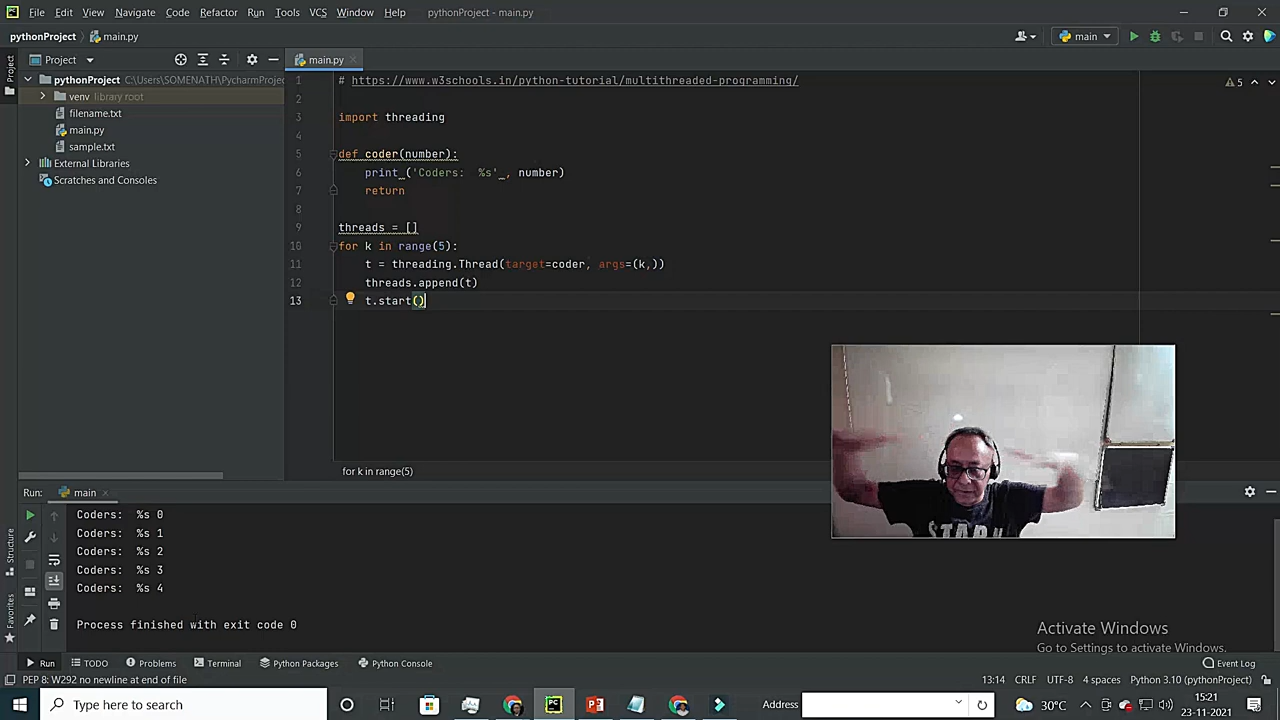 File Edit View Navigate Code Refactor Run Tools VCS Window Help pythonProject - main.py
pythonProject main.py main
Project main.py
Project
pythonProject C:\Users\SOMENATH\PycharmProjec
venv library root
filename.txt
main.py
sample.txt
External Libraries
Scratches and Consoles
5
1 # https://www.w3schools.in/python-tutorial/multithreaded-programming/
2
3 import threading
4
5 def coder(number):
6 print ('Coders:  %s' , number)
7 return
8
9 threads = []
10 for k in range(5):
11 t = threading.Thread(target=coder, args=(k,))
12 threads.append(t)
13 t.start()
for k in range(5)
Run: main
Coders:  %s 0
Coders:  %s 1
Coders:  %s 2
Coders:  %s 3
Coders:  %s 4
Process finished with exit code 0
Structure
Favorites
Activate Windows
Go to Settings to activate Windows.
Run TODO Problems Terminal Python Packages Python Console Event Log
PEP 8: W292 no newline at end of file 13:14 CRLF UTF-8 4 spaces Python 3.10 (pythonProject)
Type here to search Address 30°C 15:21
23-11-2021